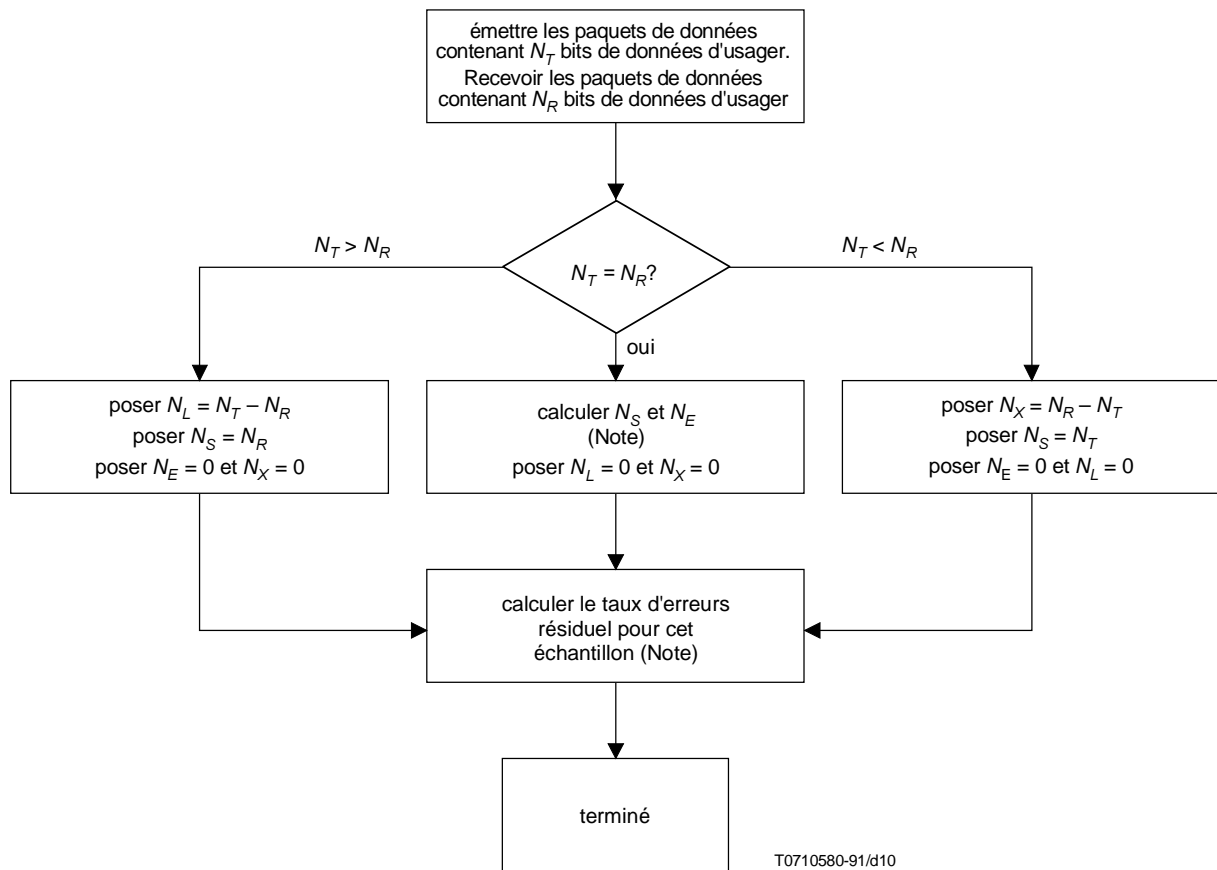 émettre les paquets de données
contenant N_T bits de données d'usager.
Recevoir les paquets de données
contenant N_R bits de données d'usager
N_T > N_R
N_T = N_R?
N_T < N_R
oui
poser N_L = N_T – N_R
poser N_S = N_R
poser N_E = 0 et N_X = 0
calculer N_S et N_E
(Note)
poser N_L = 0 et N_X = 0
poser N_X = N_R – N_T
poser N_S = N_T
poser N_E = 0 et N_L = 0
calculer le taux d'erreurs
résiduel pour cet
échantillon (Note)
terminé
T0710580-91/d10